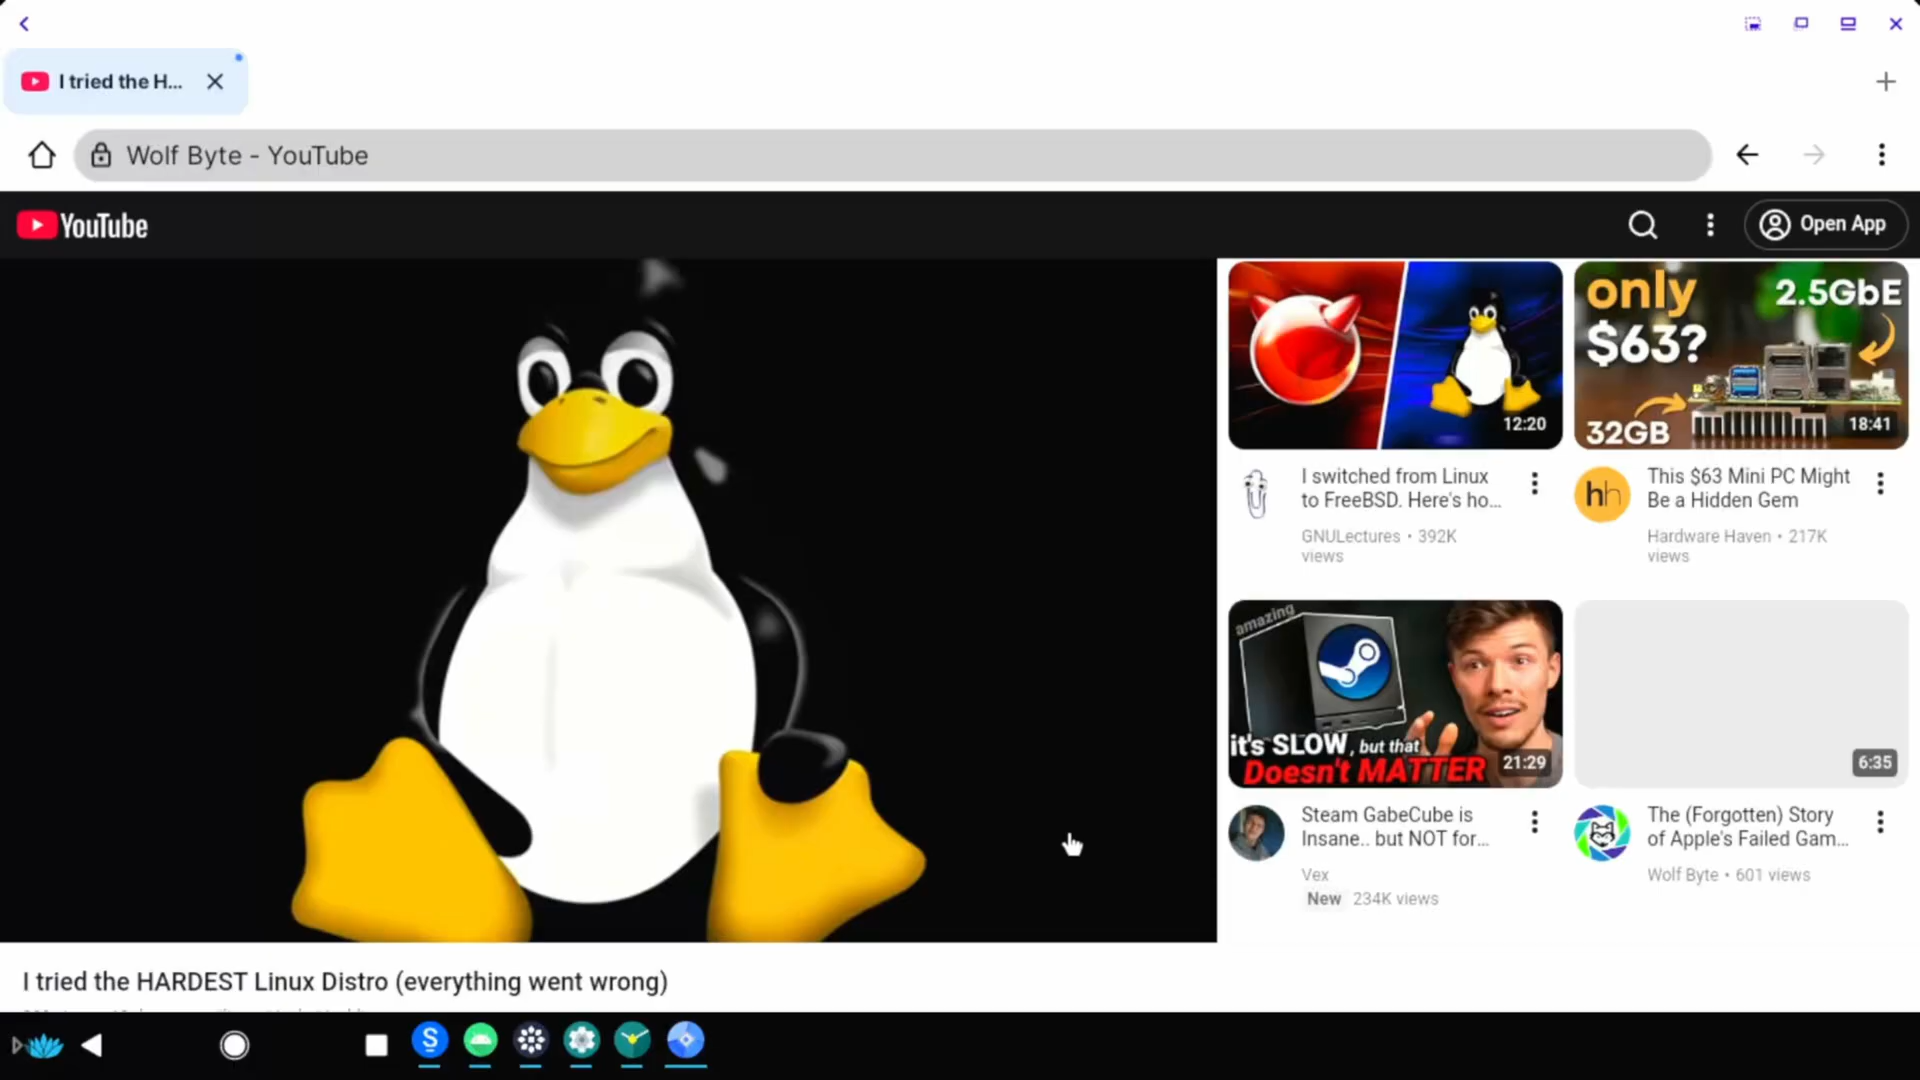 I tried the H...
Wolf Byte - YouTube
YouTube
Open App
only
$63?
2.5GbE
32GB
12:20
18:41
I switched from Linux
to FreeBSD. Here's ho...
GNULectures • 392K
views
This $63 Mini PC Might
Be a Hidden Gem
hh
Hardware Haven • 217K
views
amazing
it's SLOW, but that
Doesn't MATTER
21:29
6:35
Steam GabeCube is
Insane.. but NOT for...
Vex
New 234K views
The (Forgotten) Story
of Apple's Failed Gam...
Wolf Byte • 601 views
I tried the HARDEST Linux Distro (everything went wrong)
S